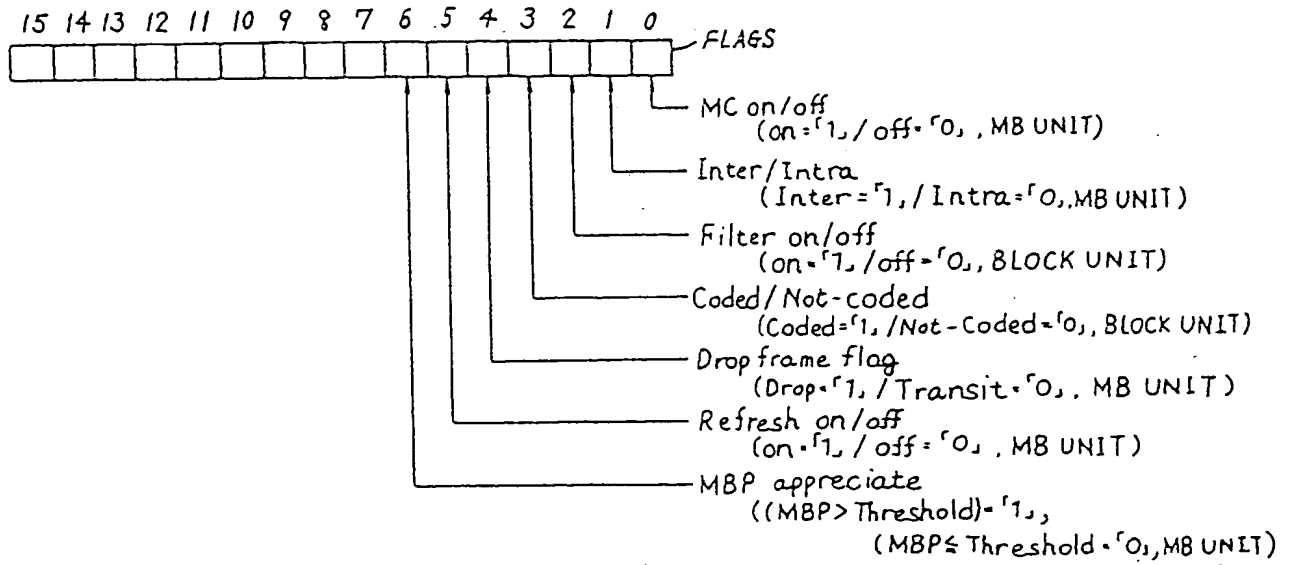 15 14 13 12 11 10 9 8 7 6 5 4 3 2 1 0
FLAGS
MC on/off
(on=「1」/ off=「0」, MB UNIT)
Inter/Intra
(Inter=「1」/ Intra=「0」, MB UNIT)
Filter on/off
(on=「1」/ off=「0」, BLOCK UNIT)
Coded/Not-coded
(Coded=「1」/Not-Coded=「0」, BLOCK UNIT)
Drop frame flag
(Drop=「1」/ Transit=「0」, MB UNIT)
Refresh on/off
(on=「1」/ off=「0」, MB UNIT)
MBP appreciate
((MBP>Threshold)=「1」,
(MBP≦Threshold=「0」,MB UNIT)